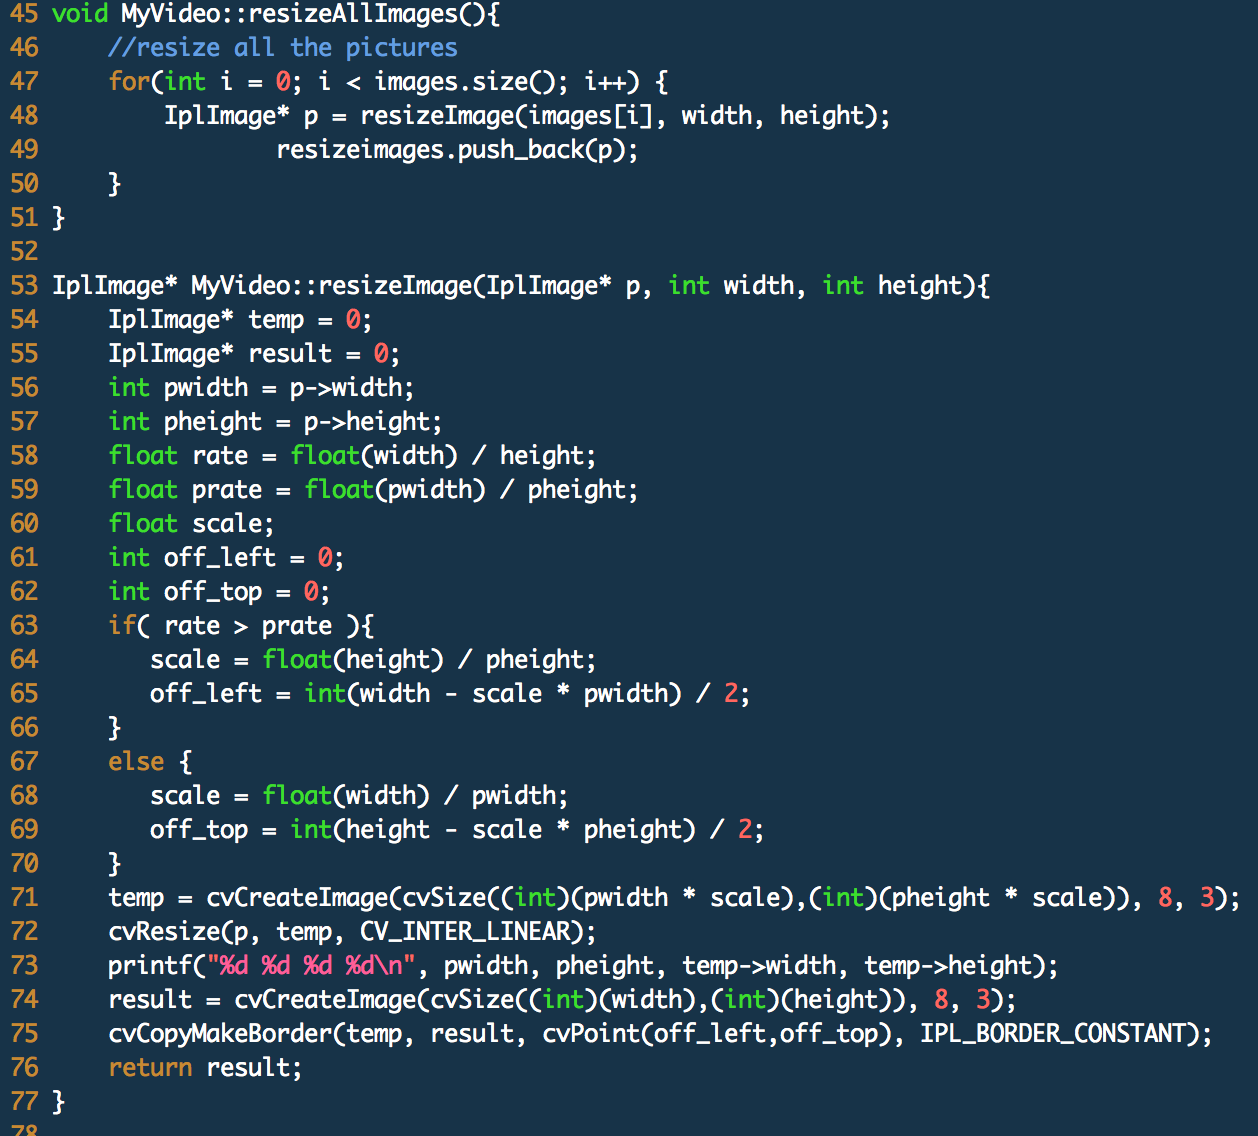 45 void MyVideo::resizeAllImages(){
46     //resize all the pictures
47     for(int i = 0; i < images.size(); i++) {
48         IplImage* p = resizeImage(images[i], width, height);
49                 resizeimages.push_back(p);
50     }
51 }
52
53 IplImage* MyVideo::resizeImage(IplImage* p, int width, int height){
54     IplImage* temp = 0;
55     IplImage* result = 0;
56     int pwidth = p->width;
57     int pheight = p->height;
58     float rate = float(width) / height;
59     float prate = float(pwidth) / pheight;
60     float scale;
61     int off_left = 0;
62     int off_top = 0;
63     if( rate > prate ){
64        scale = float(height) / pheight;
65        off_left = int(width - scale * pwidth) / 2;
66     }
67     else {
68        scale = float(width) / pwidth;
69        off_top = int(height - scale * pheight) / 2;
70     }
71     temp = cvCreateImage(cvSize((int)(pwidth * scale),(int)(pheight * scale)), 8, 3);
72     cvResize(p, temp, CV_INTER_LINEAR);
73     printf("%d %d %d %d\n", pwidth, pheight, temp->width, temp->height);
74     result = cvCreateImage(cvSize((int)(width),(int)(height)), 8, 3);
75     cvCopyMakeBorder(temp, result, cvPoint(off_left,off_top), IPL_BORDER_CONSTANT);
76     return result;
77 }
78